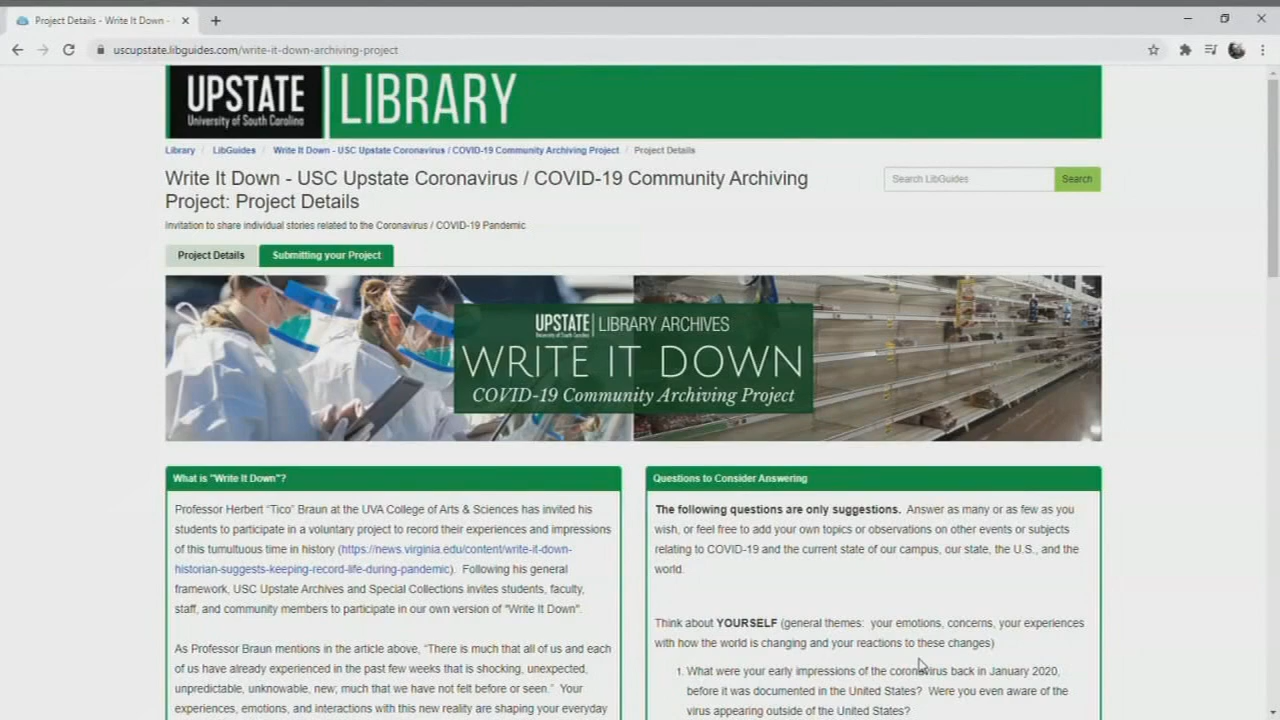 Project Details - Write It Down -
uscupstate.libguides.com/write-it-down-archiving-project
UPSTATE
University of South Carolina
LIBRARY
Library / LibGuides / Write It Down - USC Upstate Coronavirus / COVID-19 Community Archiving Project / Project Details
Write It Down - USC Upstate Coronavirus / COVID-19 Community Archiving
Project: Project Details
Search LibGuides
Search
Invitation to share individual stories related to the Coronavirus / COVID-19 Pandemic
Project Details
Submitting your Project
UPSTATE LIBRARY ARCHIVES
University of South Carolina
WRITE IT DOWN
COVID-19 Community Archiving Project
What is "Write It Down"?
Professor Herbert "Tico" Braun at the UVA College of Arts & Sciences has invited his
students to participate in a voluntary project to record their experiences and impressions
of this tumultuous time in history (https://news.virginia.edu/content/write-it-down-
historian-suggests-keeping-record-life-during-pandemic). Following his general
framework, USC Upstate Archives and Special Collections invites students, faculty,
staff, and community members to participate in our own version of "Write It Down".
As Professor Braun mentions in the article above, "There is much that all of us and each
of us have already experienced in the past few weeks that is shocking, unexpected,
unpredictable, unknowable, new; much that we have not felt before or seen." Your
experiences, emotions, and interactions with this new reality are shaping your everyday
Questions to Consider Answering
The following questions are only suggestions. Answer as many or as few as you
wish, or feel free to add your own topics or observations on other events or subjects
relating to COVID-19 and the current state of our campus, our state, the U.S., and the
world.
Think about YOURSELF (general themes: your emotions, concerns, your experiences
with how the world is changing and your reactions to these changes)
1. What were your early impressions of the coronavirus back in January 2020,
before it was documented in the United States? Were you even aware of the
virus appearing outside of the United States?